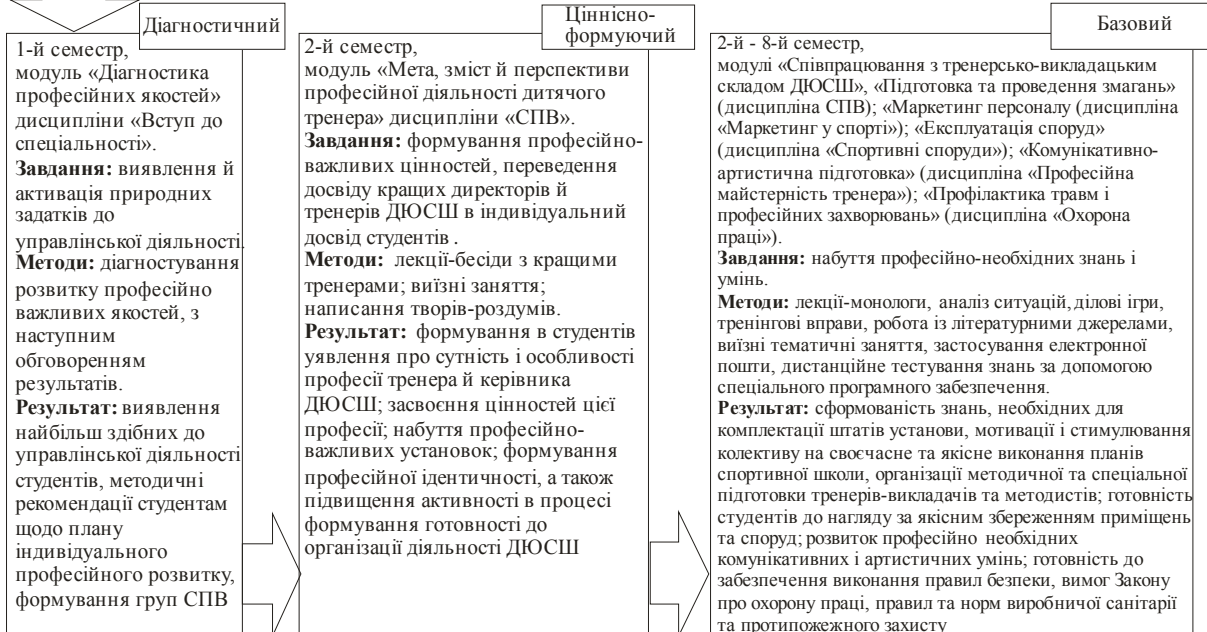 Діагностичний
1-й семестр,
модуль «Діагностика
професійних якостей»
дисципліни «Вступ до
спеціальності».
Завдання: виявлення й
активація природних
задатків до
управлінської діяльності.
Методи: діагностування
розвитку професійно
важливих якостей, з
наступним
обговоренням
результатів.
Результат: виявлення
найбільш здібних до
управлінської діяльності
студентів, методичні
рекомендації студентам
щодо плану
індивідуального
професійного розвитку,
формування груп СПВ
Ціннісно-
формуючий
2-й семестр,
модуль «Мета, зміст й перспективи
професійної діяльності дитячого
тренера» дисципліни «СПВ».
Завдання: формування професійно-
важливих цінностей, переведення
досвіду кращих директорів й
тренерів ДЮСШ в індивідуальний
досвід студентів .
Методи: лекції-бесіди з кращими
тренерами; виїзні заняття;
написання творів-роздумів.
Результат: формування в студентів
уявлення про сутність і особливості
професії тренера й керівника
ДЮСШ; засвоєння цінностей цієї
професії; набуття професійно-
важливих установок; формування
професійної ідентичності, а також
підвищення активності в процесі
формування готовності до
організації діяльності ДЮСШ
Базовий
2-й - 8-й семестр,
модулі «Співпрацювання з тренерсько-викладацьким
складом ДЮСШ», «Підготовка та проведення змагань»
(дисципліна СПВ); «Маркетинг персоналу (дисципліна
«Маркетинг у спорті»); «Експлуатація споруд»
(дисципліна «Спортивні споруди»); «Комунікативно-
артистична підготовка» (дисципліна «Професійна
майстерність тренера»); «Профілактика травм і
професійних захворювань» (дисципліна «Охорона
праці»).
Завдання: набуття професійно-необхідних знань і
умінь.
Методи: лекції-монологи, аналіз ситуацій, ділові ігри,
тренінгові вправи, робота із літературними джерелами,
виїзні тематичні заняття, застосування електронної
пошти, дистанційне тестування знань за допомогою
спеціального програмного забезпечення.
Результат: сформованість знань, необхідних для
комплектації штатів установи, мотивації і стимулювання
колективу на своєчасне та якісне виконання планів
спортивної школи, організації методичної та спеціальної
підготовки тренерів-викладачів та методистів; готовність
студентів до нагляду за якісним збереженням приміщень
та споруд; розвиток професійно необхідних
комунікативних і артистичних умінь; готовність до
забезпечення виконання правил безпеки, вимог Закону
про охорону праці, правил та норм виробничої санітарії
та протипожежного захисту